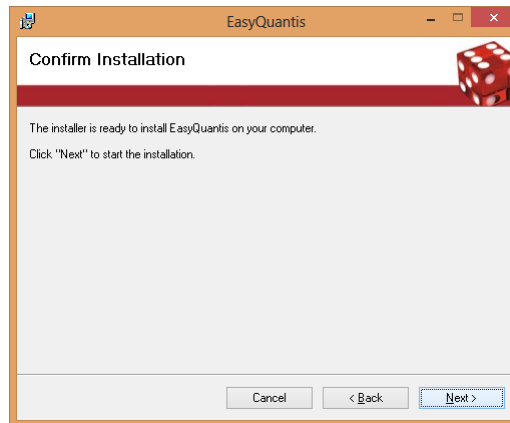 EasyQuantis
Confirm Installation
The installer is ready to install EasyQuantis on your computer.
Click "Next" to start the installation.
Cancel
< Back
Next >